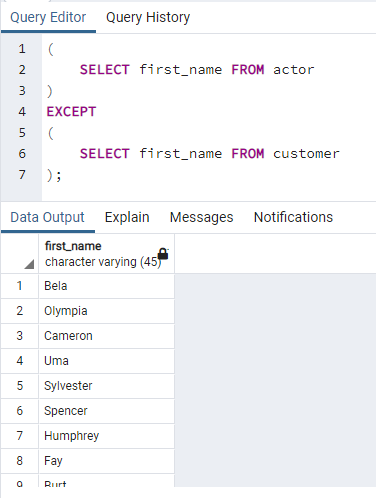 Query Editor Query History
1 (
2 SELECT first_name FROM actor
3 )
4 EXCEPT
5 (
6 SELECT first_name FROM customer
7 );
Data Output Explain Messages Notifications
first_name
character varying (45)
1 Bela
2 Olympia
3 Cameron
4 Uma
5 Sylvester
6 Spencer
7 Humphrey
8 Fay
9 Burt